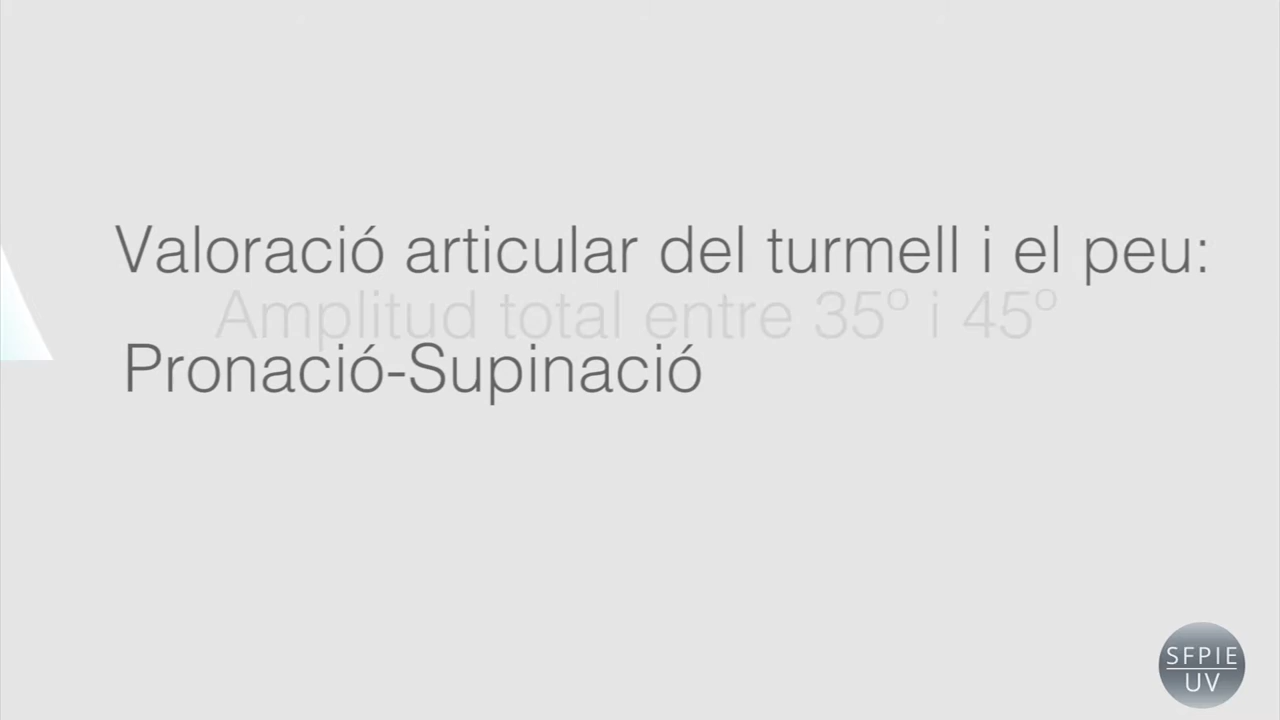 Valoració articular del turmell i el peu:
Amplitud total entre 35º i 45º
Pronació-Supinació
SFPIE
UV